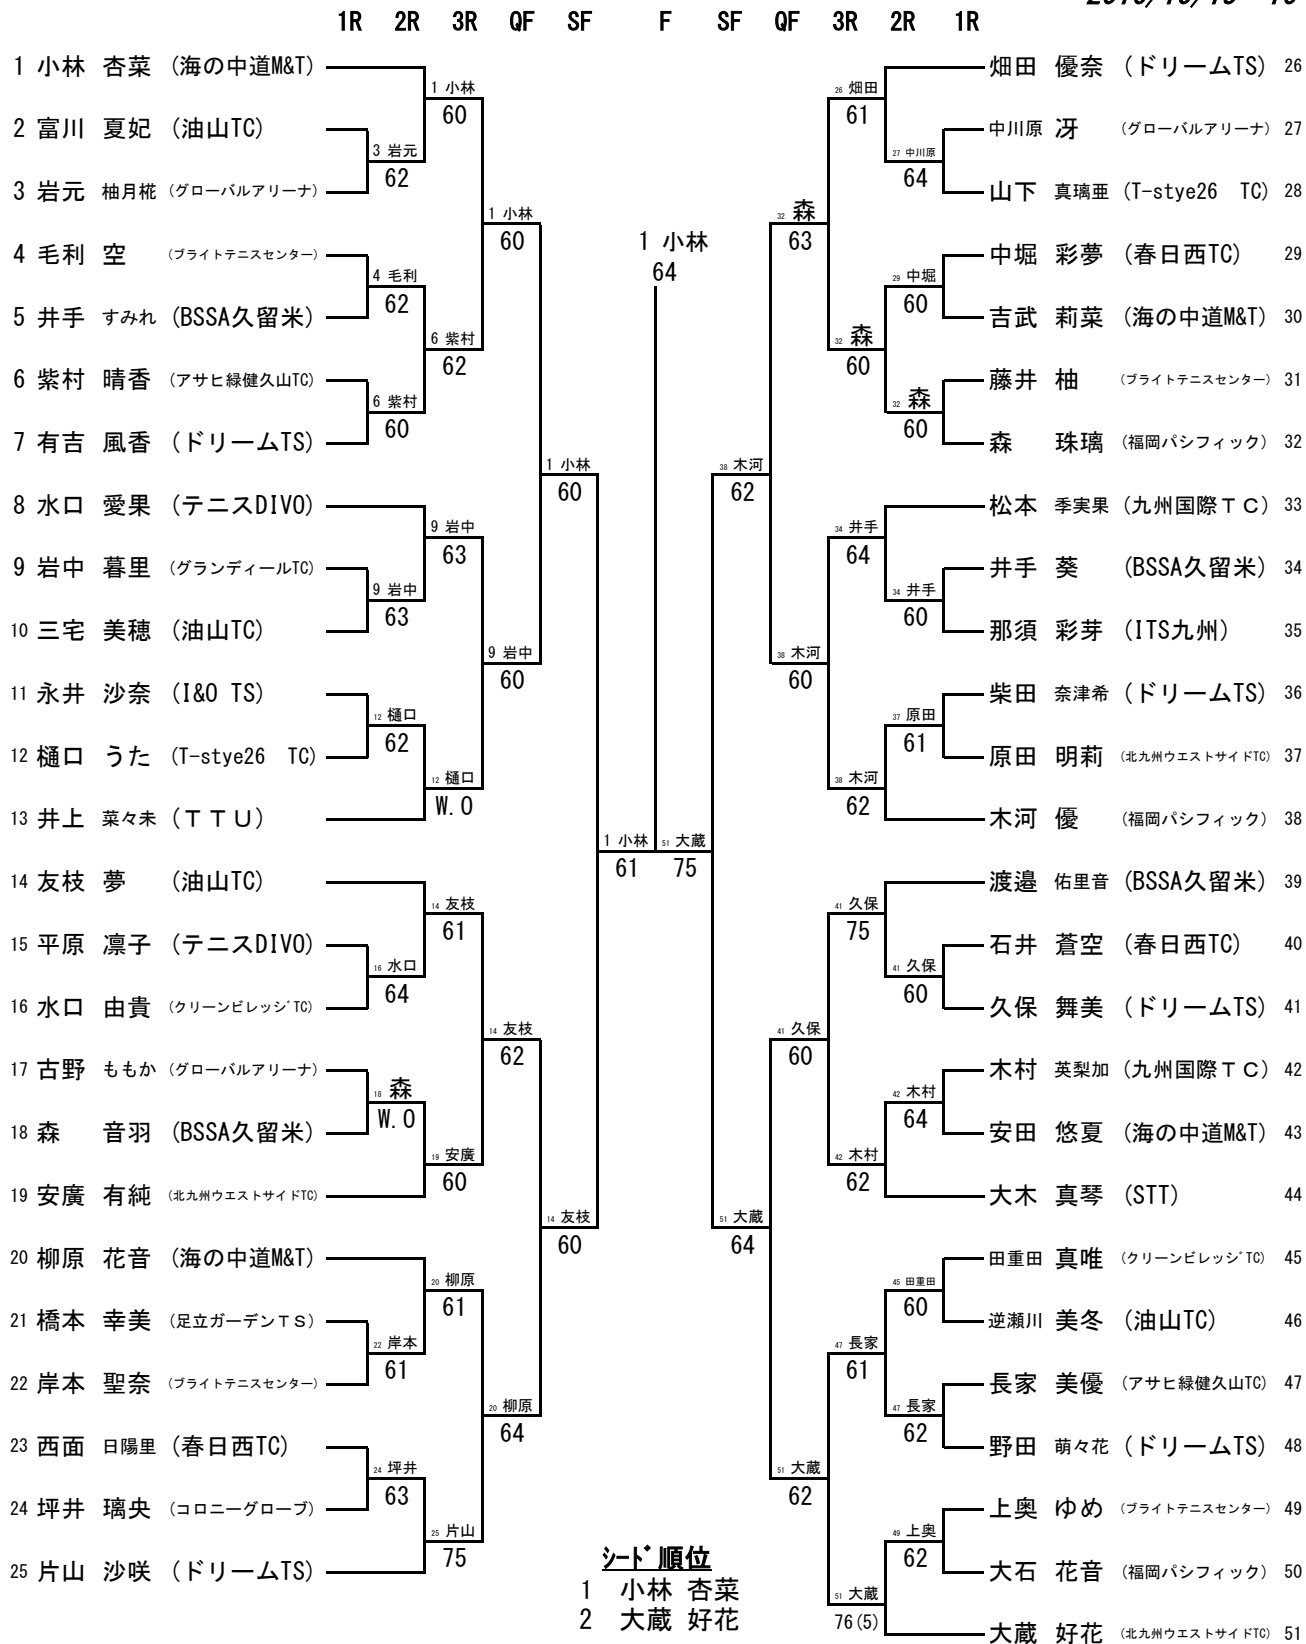 1R 2R 3R QF SF F SF QF 3R 2R 1R
1 小林 杏菜 (海の中道M&T)
2 富川 夏妃 (油山TC)
3 岩元 柚月椛 (グローバルアリーナ)
4 毛利 空 (ブライトテニスセンター)
5 井手 すみれ (BSSA久留米)
6 紫村 晴香 (アサヒ緑健久山TC)
7 有吉 風香 (ドリームTS)
8 水口 愛果 (テニスDIVO)
9 岩中 暮里 (グランディールTC)
10 三宅 美穂 (油山TC)
11 永井 沙奈 (I&O TS)
12 樋口 うた (T-stye26 TC)
13 井上 菜々未 (TTU)
14 友枝 夢 (油山TC)
15 平原 凛子 (テニスDIVO)
16 水口 由貴 (クリーンビレッジTC)
17 古野 ももか (グローバルアリーナ)
18 森 音羽 (BSSA久留米)
19 安廣 有純 (北九州ウエストサイドTC)
20 柳原 花音 (海の中道M&T)
21 橋本 幸美 (足立ガーデンTS)
22 岸本 聖奈 (ブライトテニスセンター)
23 西面 日陽里 (春日西TC)
24 坪井 璃央 (コロニーグローブ)
25 片山 沙咲 (ドリームTS)
3 岩元
62
4 毛利
62
6 紫村
60
9 岩中
63
12 樋口
62
16 水口
64
18 森
W.O
22 岸本
61
24 坪井
63
1 小林
60
6 紫村
62
9 岩中
63
12 樋口
W.O
14 友枝
61
19 安廣
60
20 柳原
61
25 片山
75
1 小林
60
9 岩中
60
14 友枝
62
20 柳原
64
1 小林
60
14 友枝
60
1 小林
61
1 小林
64
51 大蔵
75
38 木河
62
51 大蔵
64
32 森
63
38 木河
60
41 久保
60
51 大蔵
62
26 畑田
61
32 森
60
34 井手
64
38 木河
62
41 久保
75
42 木村
62
47 長家
61
51 大蔵
76(5)
27 中川原
64
29 中堀
60
32 森
60
34 井手
60
37 原田
61
41 久保
60
42 木村
64
45 田重田
60
47 長家
62
49 上奥
62
畑田 優奈 (ドリームTS) 26
中川原 冴 (グローバルアリーナ) 27
山下 真璃亜 (T-stye26 TC) 28
中堀 彩夢 (春日西TC) 29
吉武 莉菜 (海の中道M&T) 30
藤井 柚 (ブライトテニスセンター) 31
森 珠璃 (福岡パシフィック) 32
松本 季実果 (九州国際TC) 33
井手 葵 (BSSA久留米) 34
那須 彩芽 (ITS九州) 35
柴田 奈津希 (ドリームTS) 36
原田 明莉 (北九州ウエストサイドTC) 37
木河 優 (福岡パシフィック) 38
渡邉 佑里音 (BSSA久留米) 39
石井 蒼空 (春日西TC) 40
久保 舞美 (ドリームTS) 41
木村 英梨加 (九州国際TC) 42
安田 悠夏 (海の中道M&T) 43
大木 真琴 (STT) 44
田重田 真唯 (クリーンビレッジTC) 45
逆瀬川 美冬 (油山TC) 46
長家 美優 (アサヒ緑健久山TC) 47
野田 萌々花 (ドリームTS) 48
上奥 ゆめ (ブライトテニスセンター) 49
大石 花音 (福岡パシフィック) 50
大蔵 好花 (北九州ウエストサイドTC) 51
シード順位
1 小林 杏菜
2 大蔵 好花